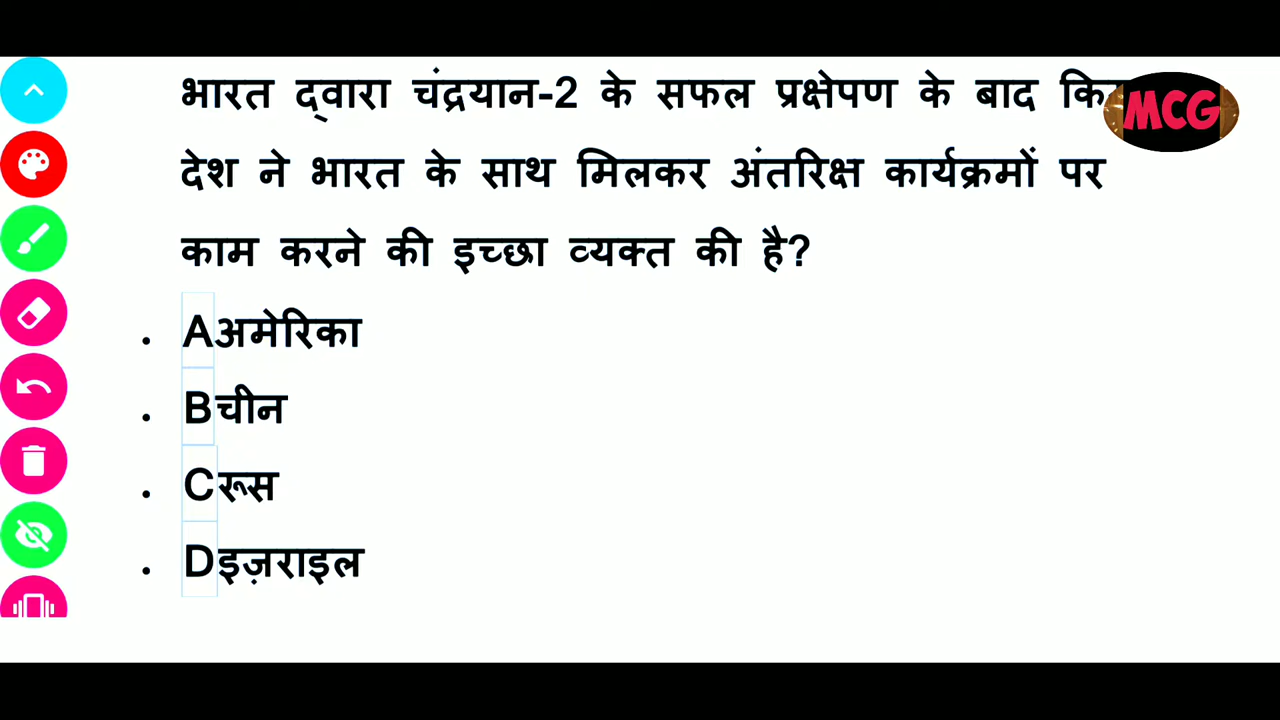 भारत द्वारा चंद्रयान-2 के सफल प्रक्षेपण के बाद
MCG
देश ने भारत के साथ मिलकर अंतरिक्ष कार्यक्रमों पर
काम करने की इच्छा व्यक्त की है?
. Aअमेरिका
. Bचीन
. Cरूस
. Dइज़राइल